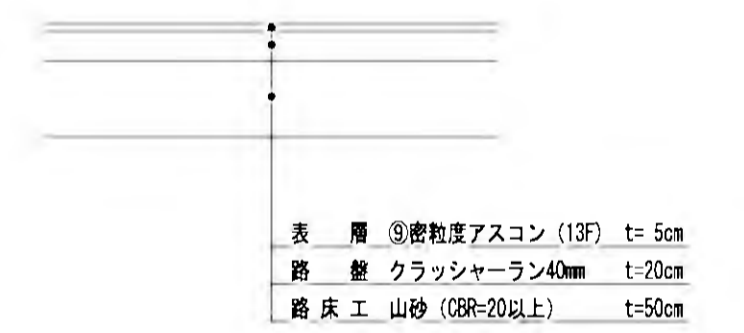 表層 ⑨密粒度アスコン (13F) t= 5cm
路盤 クラッシャーラン40mm t=20cm
路床工 山砂 (CBR=20以上) t=50cm